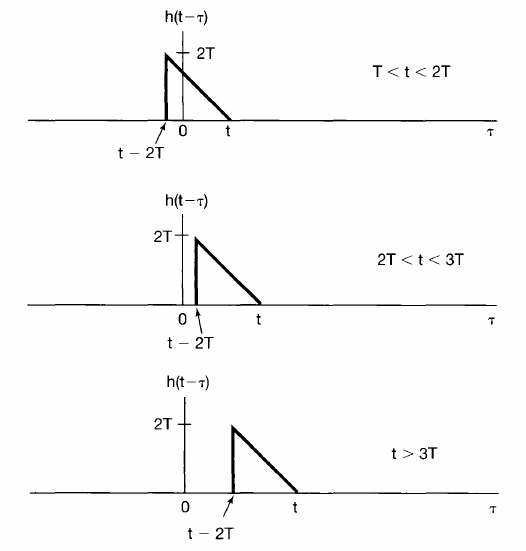 h(t−τ)
2T
T < t < 2T
0 t τ
t − 2T
h(t−τ)
2T
2T < t < 3T
0 t τ
t − 2T
h(t−τ)
2T
t > 3T
0 t τ
t − 2T